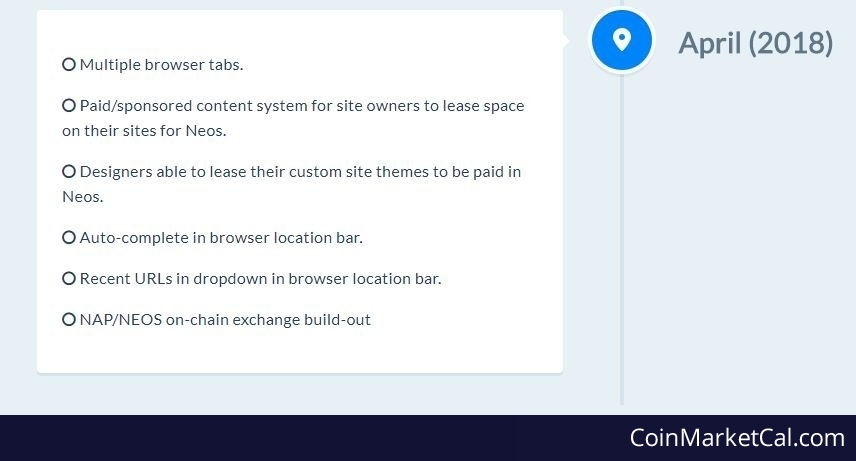 Multiple browser tabs.
Paid/sponsored content system for site owners to lease space
on their sites for Neos.
Designers able to lease their custom site themes to be paid in
Neos.
Auto-complete in browser location bar.
Recent URLs in dropdown in browser location bar.
NAP/NEOS on-chain exchange build-out
April (2018)
CoinMarketCal.com